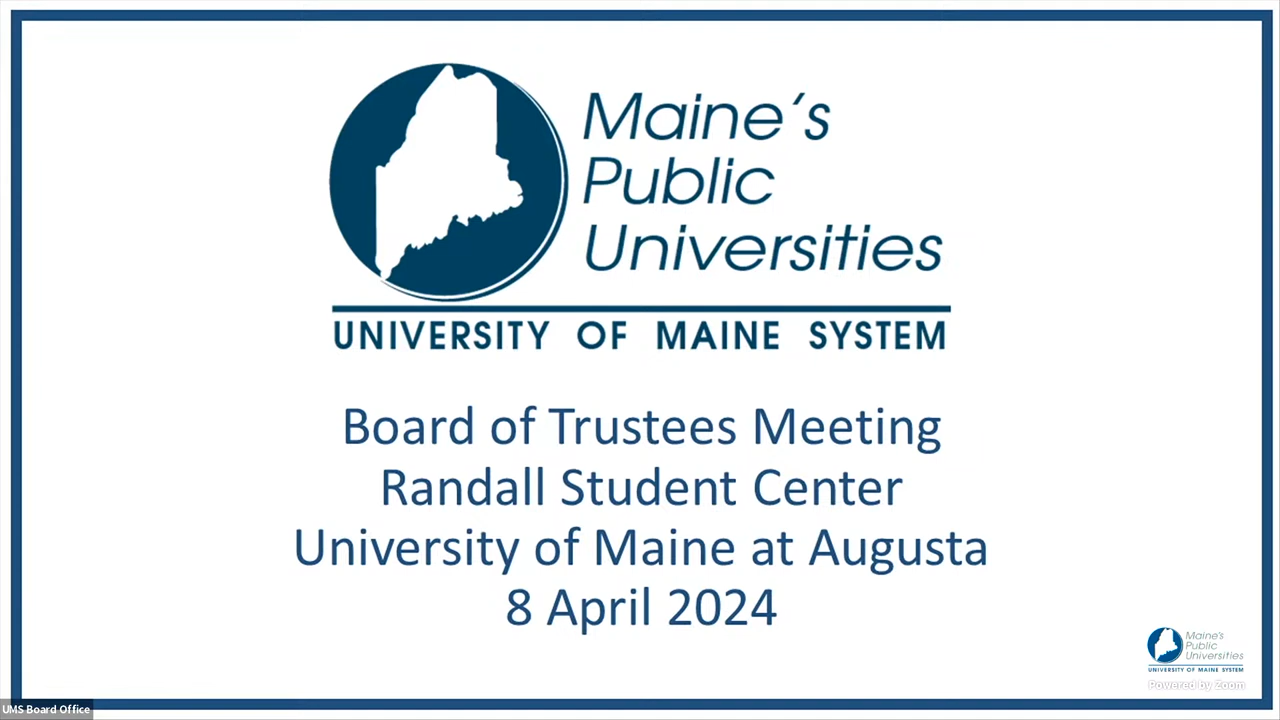 Maine's
Public
Universities
UNIVERSITY OF MAINE SYSTEM
Board of Trustees Meeting
Randall Student Center
University of Maine at Augusta
8 April 2024
Maine's
Public
Universities
UNIVERSITY OF MAINE SYSTEM
Powered by Zoom
UMS Board Office